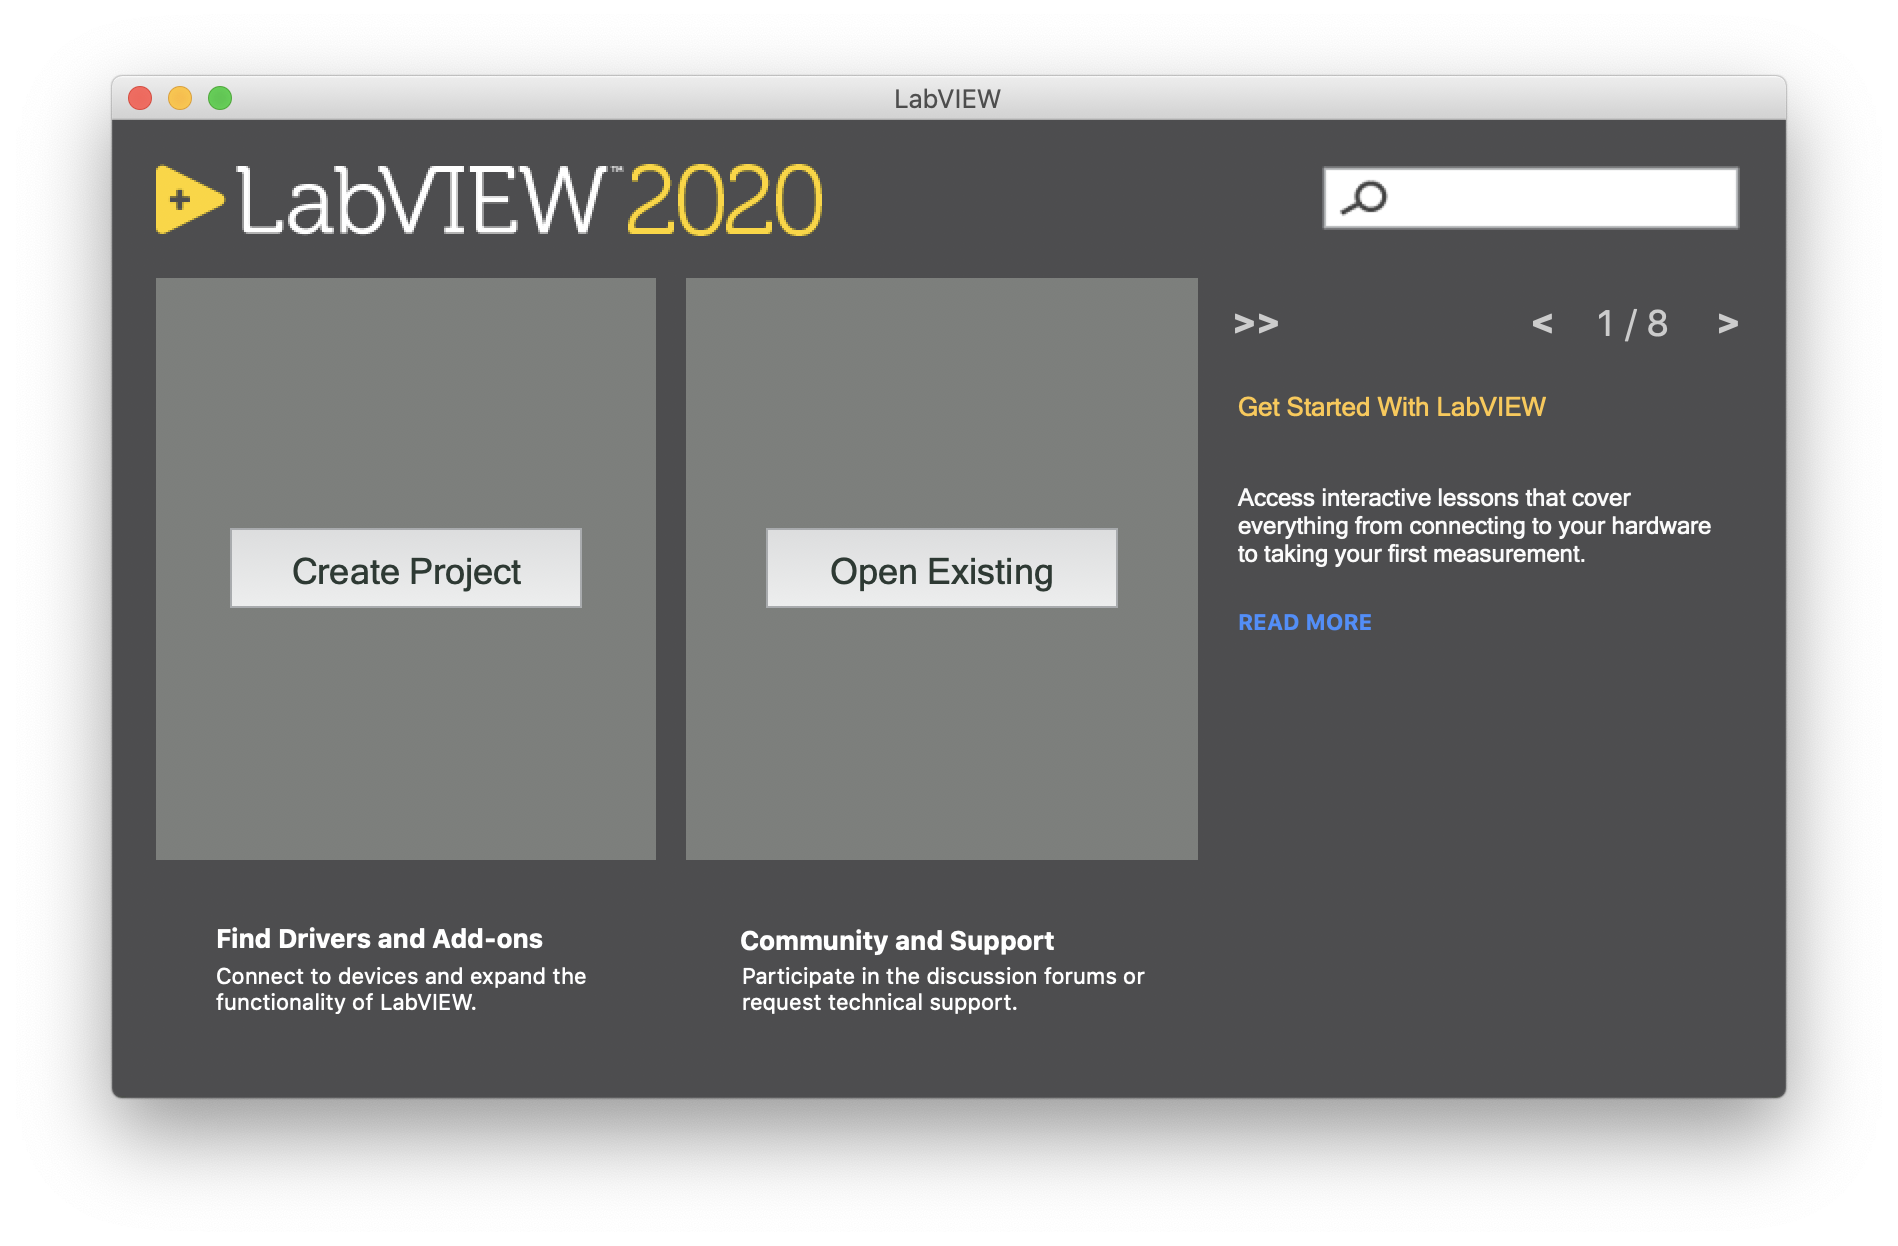 LabVIEW
LabVIEW™ 2020
>>
< 1 / 8 >
Get Started With LabVIEW
Access interactive lessons that cover
everything from connecting to your hardware
to taking your first measurement.
READ MORE
Create Project
Open Existing
Find Drivers and Add-ons
Connect to devices and expand the
functionality of LabVIEW.
Community and Support
Participate in the discussion forums or
request technical support.